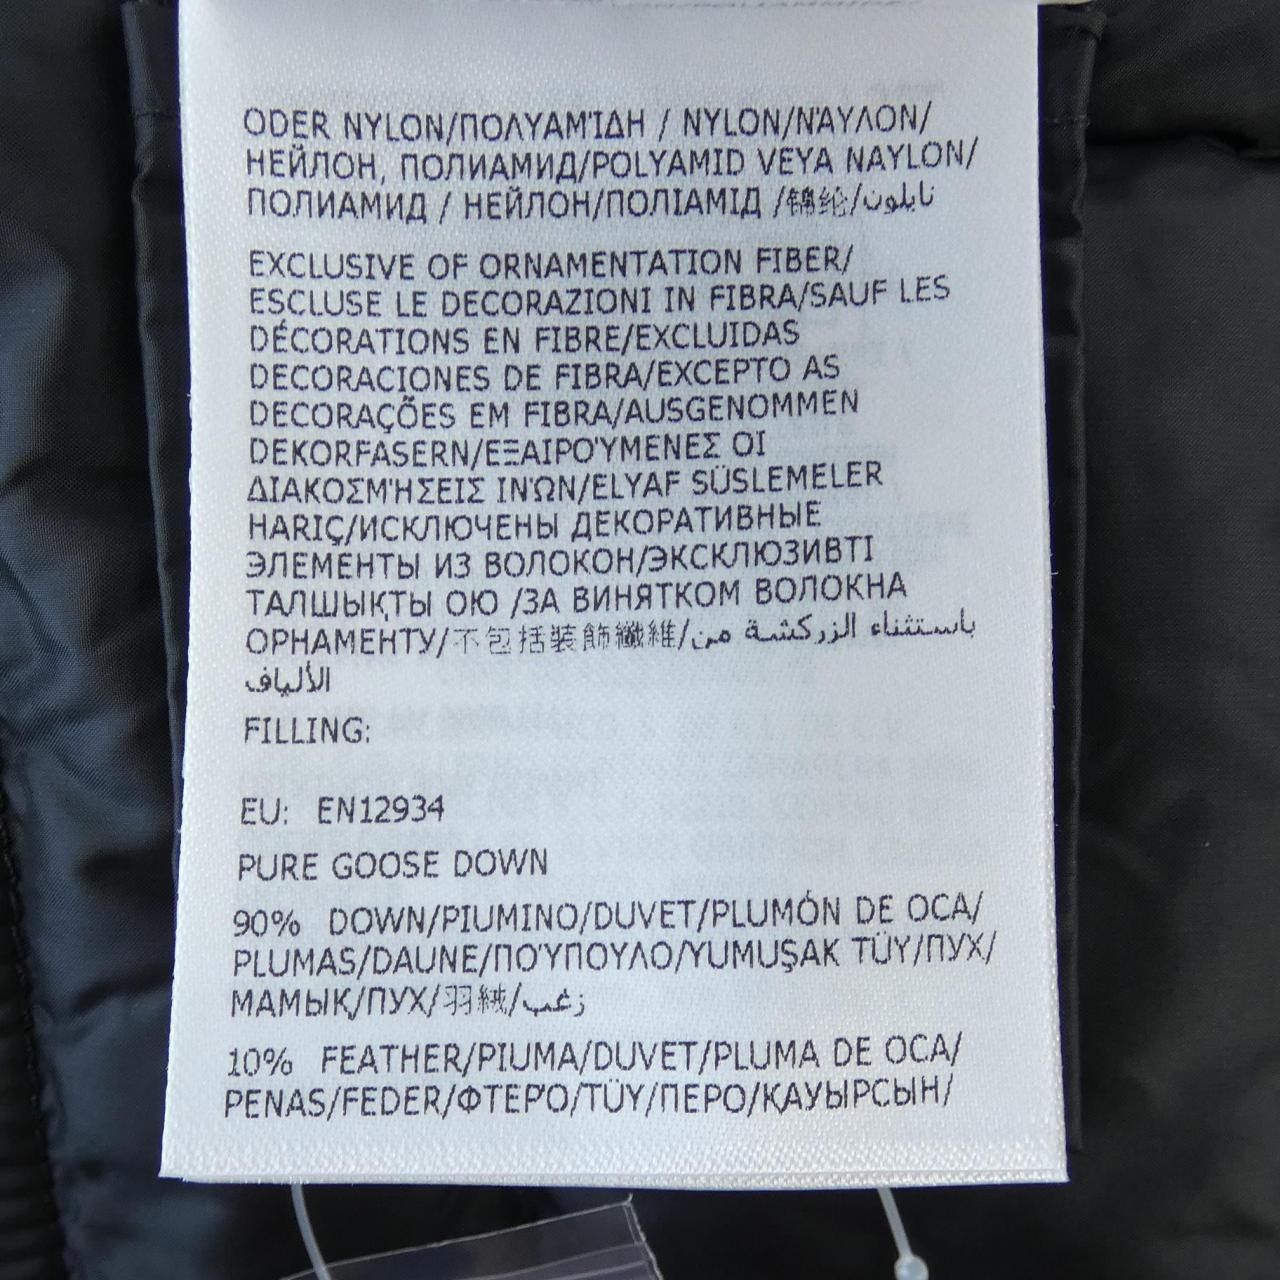 ODER NYLON/ΠΟΛΥΑΜΊΔΗ / NYLON/ΝΆΥΛΟΝ/
НЕЙЛОН, ПОЛИАМИД/POLYAMID VEYA NAYLON/
ПОЛИАМИД / НЕЙЛОН/ПОЛІАМІД /锦纶/نايلون
EXCLUSIVE OF ORNAMENTATION FIBER/
ESCLUSE LE DECORAZIONI IN FIBRA/SAUF LES
DÉCORATIONS EN FIBRE/EXCLUIDAS
DECORACIONES DE FIBRA/EXCEPTO AS
DECORAÇÕES EM FIBRA/AUSGENOMMEN
DEKORFASERN/ΕΞΑΙΡΟΎΜΕΝΕΣ ΟΙ
ΔΙΑΚΟΣΜΉΣΕΙΣ ΙΝΏΝ/ELYAF SÜSLEMELER
HARIÇ/ИСКЛЮЧЕНЫ ДЕКОРАТИВНЫЕ
ЭЛЕМЕНТЫ ИЗ ВОЛОКОН/ЭКСКЛЮЗИВТІ
ТАЛШЫҚТЫ ОЮ /ЗА ВИНЯТКОМ ВОЛОКНА
ОРНАМЕНТУ/不包括裝飾纖維/باستثناء الزركشة من
الألياف
FILLING:
EU: EN12934
PURE GOOSE DOWN
90% DOWN/PIUMINO/DUVET/PLUMÓN DE OCA/
PLUMAS/DAUNE/ΠΟΎΠΟΥΛΟ/YUMUŞAK TÜY/ПУХ/
МАМЫҚ/ПУХ/羽絨/زغب
10% FEATHER/PIUMA/DUVET/PLUMA DE OCA/
PENAS/FEDER/ΦΤΕΡΌ/TÜY/ПЕРО/ҚАУЫРСЫН/